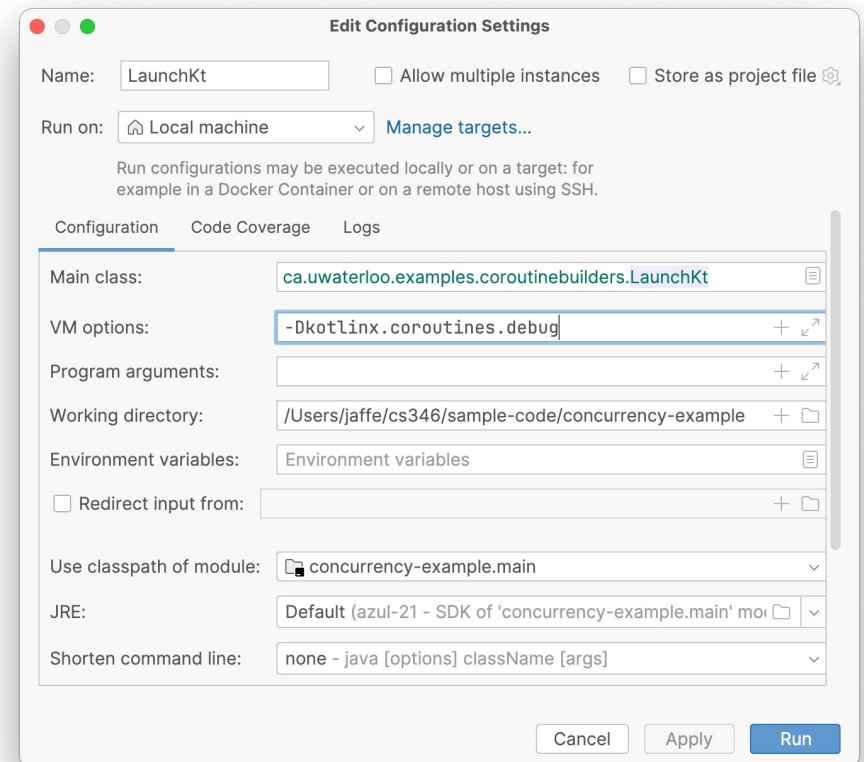 Edit Configuration Settings
Name: LaunchKt Allow multiple instances Store as project file
Run on: Local machine Manage targets...
Run configurations may be executed locally or on a target: for
example in a Docker Container or on a remote host using SSH.
Configuration Code Coverage Logs
Main class: ca.uwaterloo.examples.coroutinebuilders.LaunchKt
VM options: -Dkotlinx.coroutines.debug
Program arguments:
Working directory: /Users/jaffe/cs346/sample-code/concurrency-example
Environment variables: Environment variables
Redirect input from:
Use classpath of module: concurrency-example.main
JRE: Default (azul-21 - SDK of 'concurrency-example.main' mo
Shorten command line: none - java [options] className [args]
Cancel Apply Run